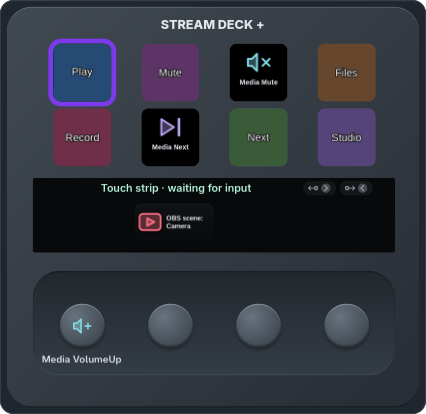 STREAM DECK +
Play
Mute
Media Mute
Files
Record
Media Next
Next
Studio
Touch strip · waiting for input
OBS scene:
Camera
Media VolumeUp